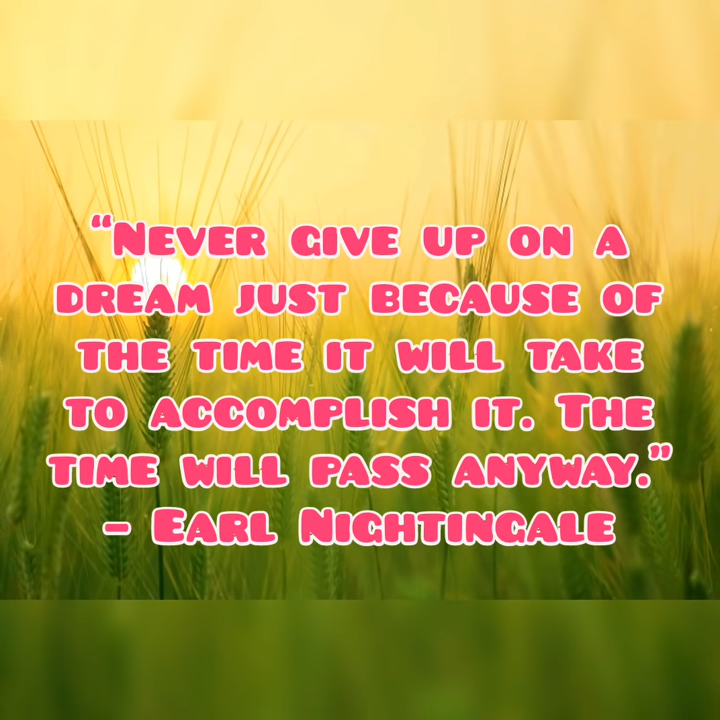 “Never give up on a
dream just because of
the time it will take
to accomplish it. The
time will pass anyway.”
– Earl Nightingale